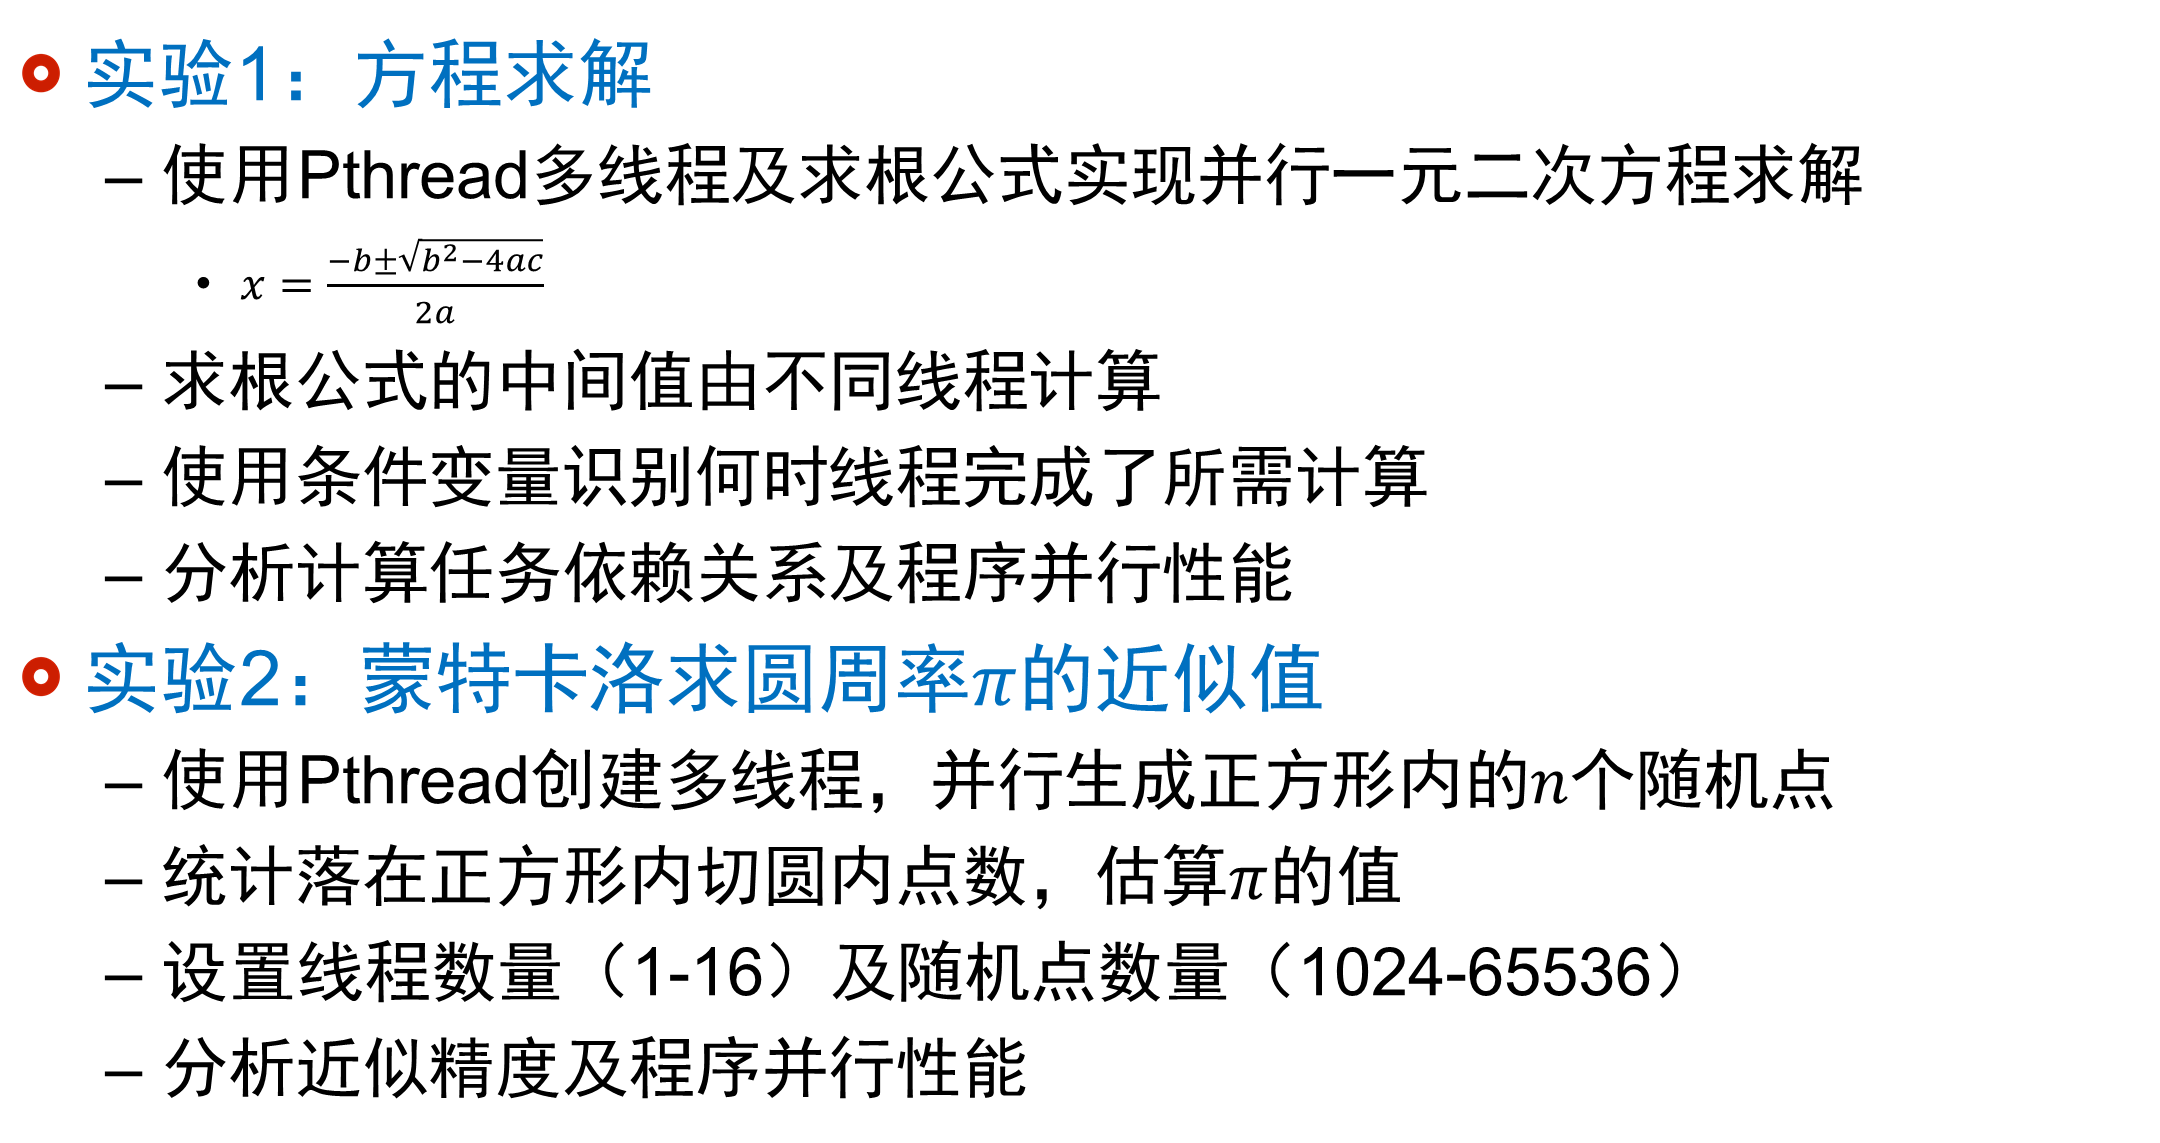 实验1：方程求解
– 使用Pthread多线程及求根公式实现并行一元二次方程求解
• x = \frac{-b±\sqrt{b^2-4ac}}{2a}
– 求根公式的中间值由不同线程计算
– 使用条件变量识别何时线程完成了所需计算
– 分析计算任务依赖关系及程序并行性能
实验2：蒙特卡洛求圆周率π的近似值
– 使用Pthread创建多线程，并行生成正方形内的n个随机点
– 统计落在正方形内切圆内点数，估算π的值
– 设置线程数量（1-16）及随机点数量（1024-65536）
– 分析近似精度及程序并行性能